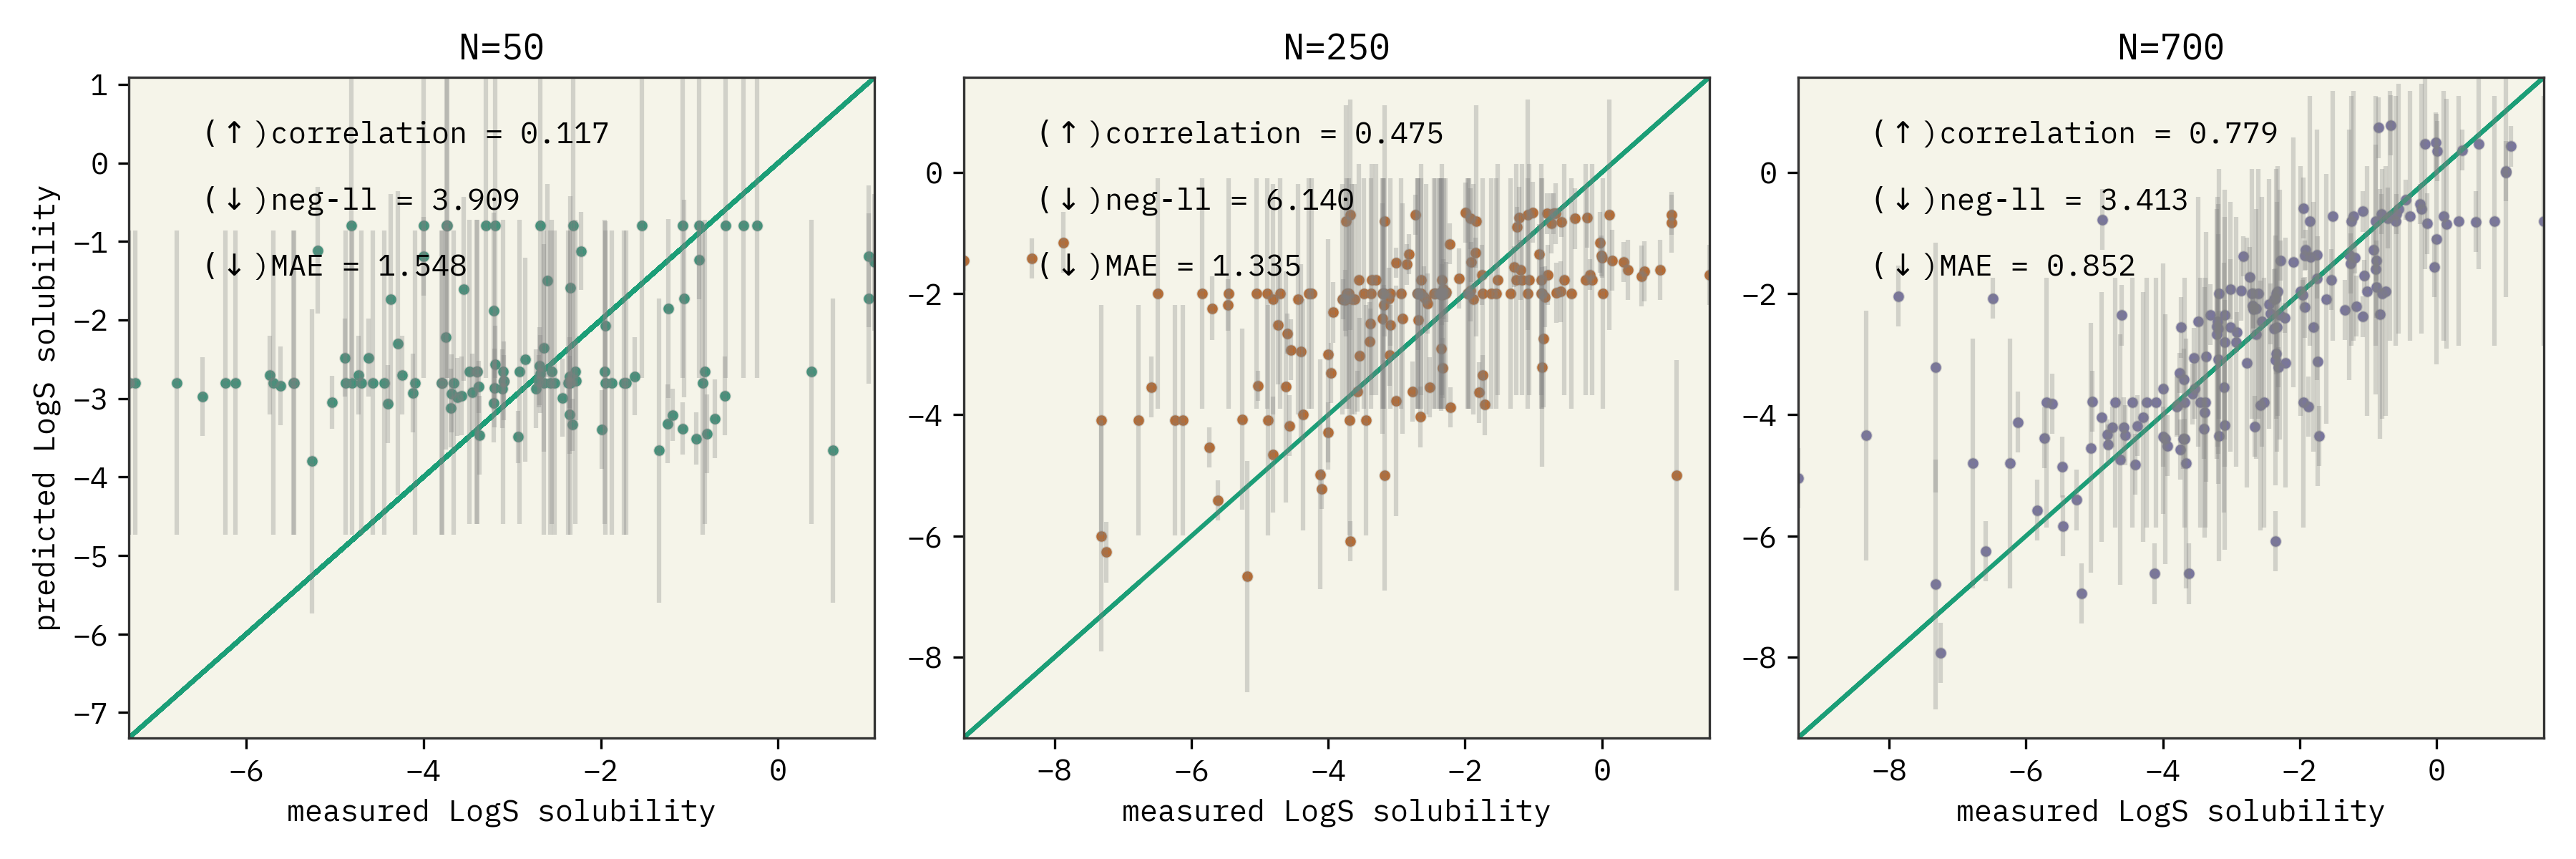 N=50
(↑)correlation = 0.117
(↓)neg-ll = 3.909
(↓)MAE = 1.548
1
0
−1
−2
−3
−4
−5
−6
−7
predicted LogS solubility
−6 −4 −2 0
measured LogS solubility
N=250
(↑)correlation = 0.475
(↓)neg-ll = 6.140
(↓)MAE = 1.335
0
−2
−4
−6
−8
−8 −6 −4 −2 0
measured LogS solubility
N=700
(↑)correlation = 0.779
(↓)neg-ll = 3.413
(↓)MAE = 0.852
0
−2
−4
−6
−8
−8 −6 −4 −2 0
measured LogS solubility